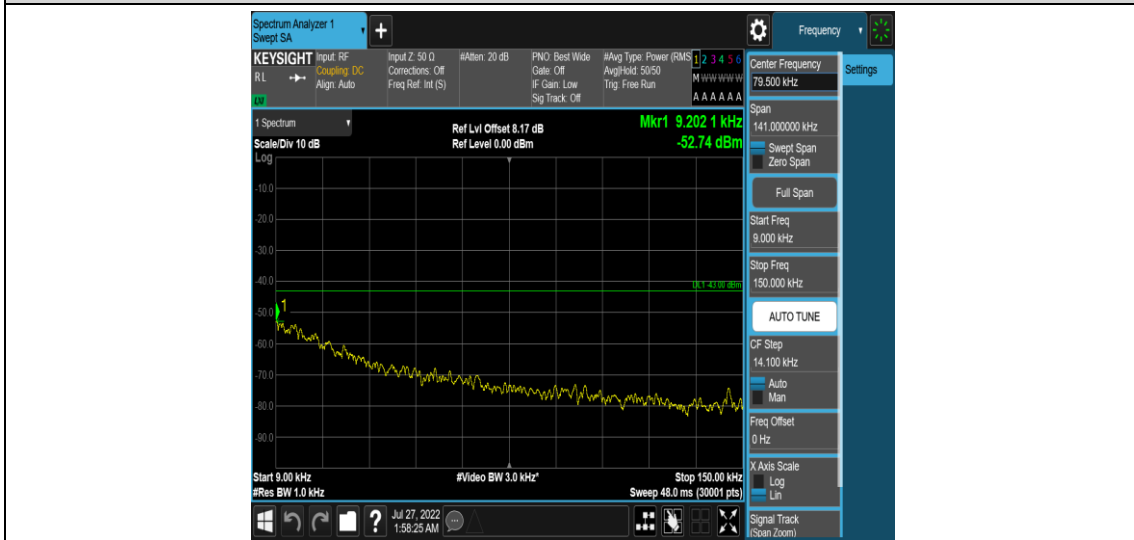 Spectrum Analyzer 1
Swept SA
+
Frequency
KEYSIGHT
RL
LXI
Input: RF
Coupling: DC
Align: Auto
Input Z: 50 Ω
Corrections: Off
Freq Ref: Int (S)
#Atten: 20 dB
PNO: Best Wide
Gate: Off
IF Gain: Low
Sig Track: Off
#Avg Type: Power (RMS
Avg|Hold: 50/50
Trig: Free Run
1 2 3 4 5 6
M W W W W W
A A A A A A
1 Spectrum
Scale/Div 10 dB
Ref Lvl Offset 8.17 dB
Ref Level 0.00 dBm
Mkr1 9.202 1 kHz
-52.74 dBm
Log
-10.0
-20.0
-30.0
-40.0
DL1 -43.00 dBm
-50.0
1
-60.0
-70.0
-80.0
-90.0
Start 9.00 kHz
#Res BW 1.0 kHz
#Video BW 3.0 kHz*
Stop 150.00 kHz
Sweep 48.0 ms (30001 pts)
?
Jul 27, 2022
1:58:25 AM
Center Frequency
79.500 kHz
Settings
Span
141.000000 kHz
Swept Span
Zero Span
Full Span
Start Freq
9.000 kHz
Stop Freq
150.000 kHz
AUTO TUNE
CF Step
14.100 kHz
Auto
Man
Freq Offset
0 Hz
X Axis Scale
Log
Lin
Signal Track
(Span Zoom)